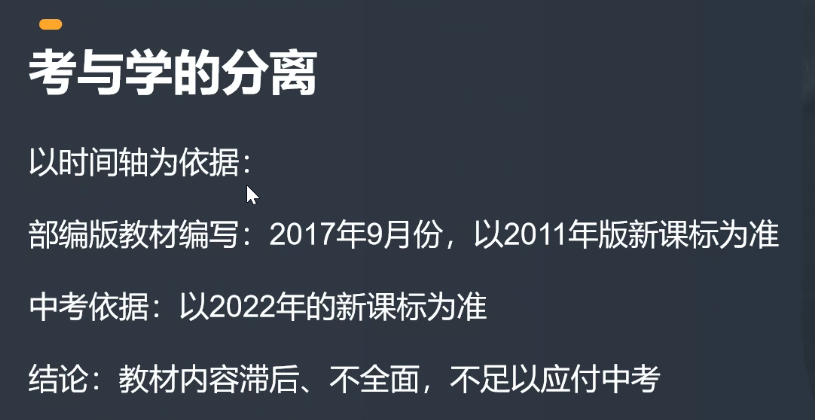 考与学的分离
以时间轴为依据：
部编版教材编写：2017年9月份，以2011年版新课标为准
中考依据：以2022年的新课标为准
结论：教材内容滞后、不全面，不足以应付中考